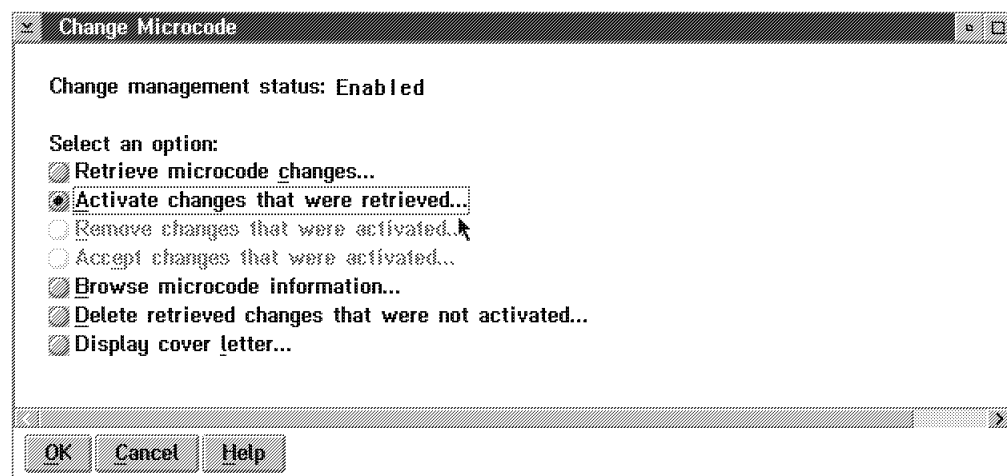 Change Microcode
Change management status: Enabled
Select an option:
Retrieve microcode changes...
Activate changes that were retrieved...
Remove changes that were activated...
Accept changes that were activated...
Browse microcode information...
Delete retrieved changes that were not activated...
Display cover letter...
OK Cancel Help